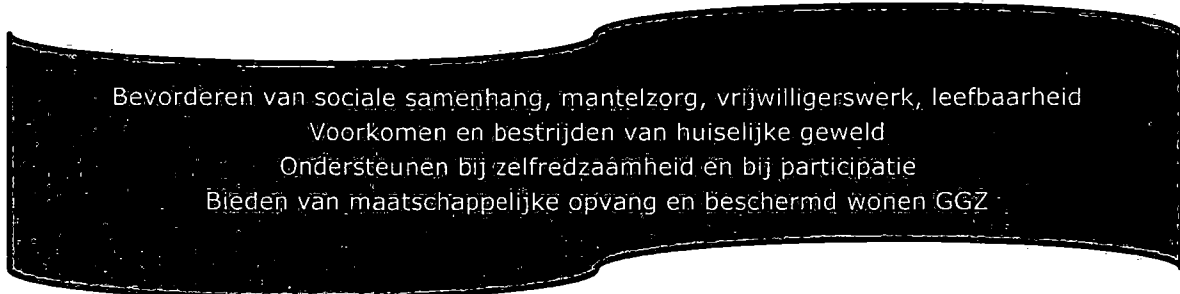 Bevorderen van sociale samenhang, mantelzorg, vrijwilligerswerk, leefbaarheid
Voorkomen en bestrijden van huiselijke geweld
Ondersteunen bij zelfredzaamheid en bij participatie
Bieden van maatschappelijke opvang en beschermd wonen GGZ